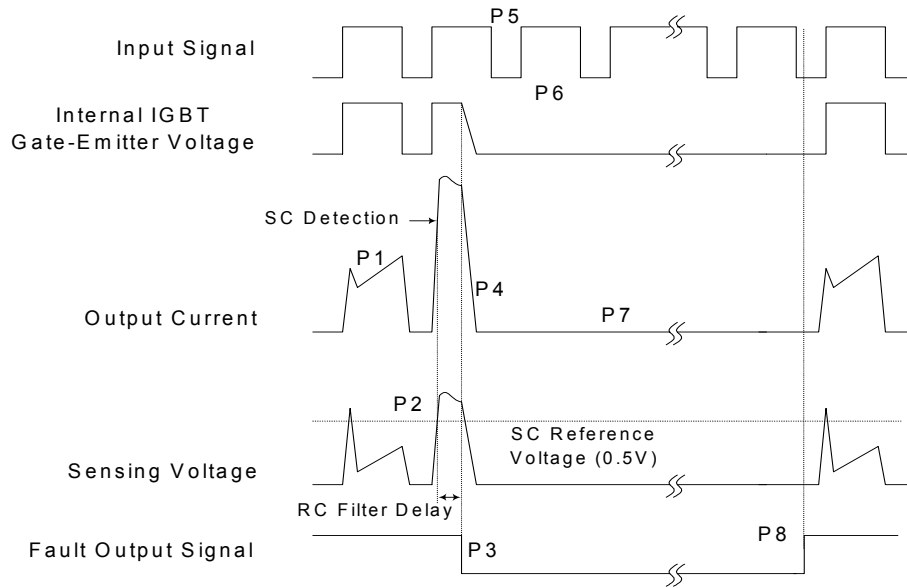 P5
Input Signal
P6
Internal IGBT
Gate-Emitter Voltage
SC Detection
P1
P4
P7
Output Current
P2
SC Reference
Voltage (0.5V)
Sensing Voltage
RC Filter Delay
P8
Fault Output Signal
P3